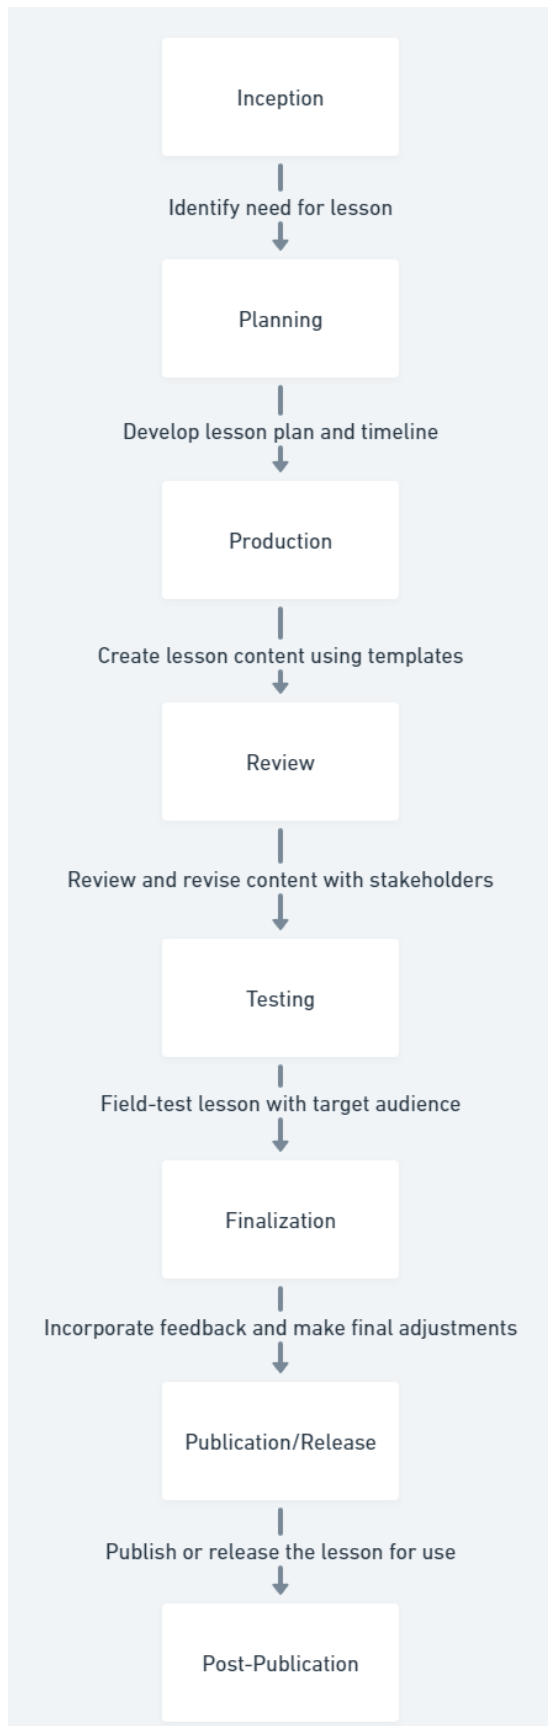 Inception
Identify need for lesson
Planning
Develop lesson plan and timeline
Production
Create lesson content using templates
Review
Review and revise content with stakeholders
Testing
Field-test lesson with target audience
Finalization
Incorporate feedback and make final adjustments
Publication/Release
Publish or release the lesson for use
Post-Publication